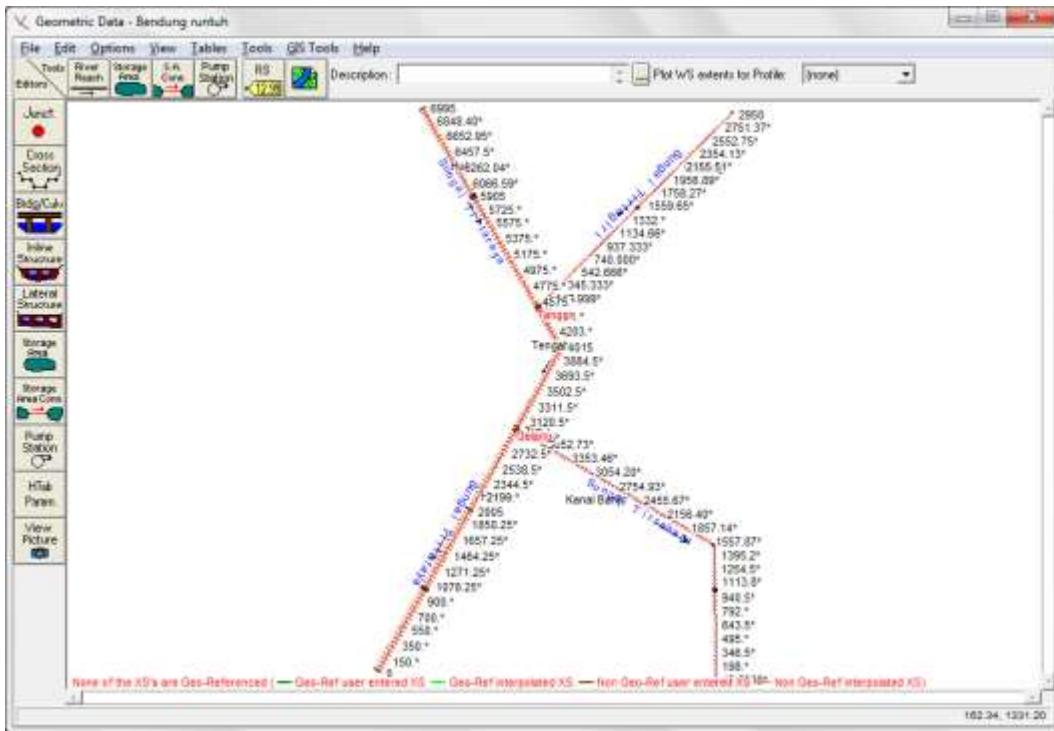 Geometric Data - Bendung runtuh
File Edit Options View Tables Tools GIS Tools Help
Tools
Editors
River Reach
Storage Area
S.A. Conn
Pump Station
RS
Description :
Plot WS extents for Profile:
(none)
Junct.
Cross Section
Brdg/Culv
Inline Structure
Lateral Structure
Storage Area
Storage Area Conn
Pump Station
HTab Param.
View Picture
6995
6848.40*
6652.95*
6457.5*
6262.04*
6066.59*
5905
5725.*
5575.*
5375.*
5175.*
4975.*
4775.*
4575.*
2950
2751.37*
2552.75*
2354.13*
2155.51*
1956.89*
1758.27*
1559.65*
1332.*
1134.66*
937.333*
740.000*
542.666*
345.333*
4203.*
4015
3884.5*
3693.5*
3502.5*
3311.5*
3120.5*
2732.5*
2538.5*
2344.5*
2199.*
2005
1850.25*
1657.25*
1464.25*
1271.25*
1078.25*
900.*
700.*
550.*
350.*
150.*
0
3353.46*
3054.20*
2754.93*
2455.67*
2156.40*
1857.14*
1557.87*
1395.2*
1254.5*
1113.8*
940.5*
792.*
643.5*
495.*
346.5*
198.*
None of the XS's are Geo-Referenced ( Geo-Ref user entered XS Geo-Ref interpolated XS Non Geo-Ref user entered XS Non Geo-Ref interpolated XS)
162.34, 1331.20